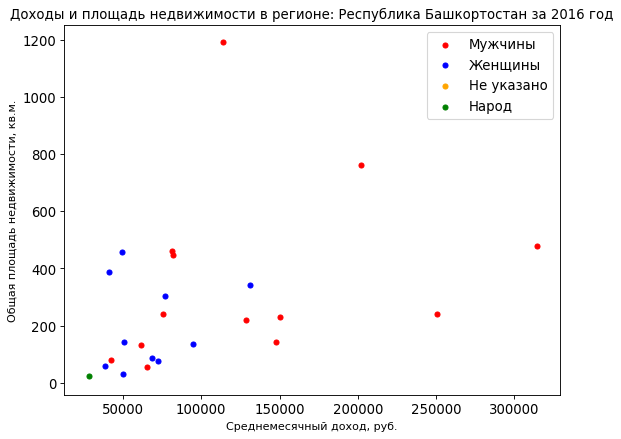 Доходы и площадь недвижимости в регионе: Республика Башкортостан за 2016 год
Мужчины
Женщины
Не указано
Народ
1200
1000
800
600
400
200
0
Общая площадь недвижимости, кв.м.
50000 100000 150000 200000 250000 300000
Среднемесячный доход, руб.